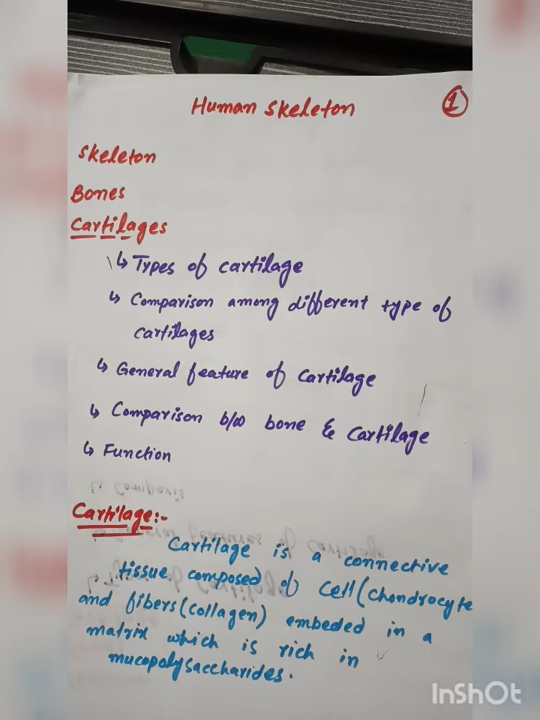 Human Skeleton
1
Skeleton
Bones
Cartilages
↳ Types of cartilage
↳ Comparison among different type of
cartilages
↳ General feature of Cartilage
↳ Comparison b/w bone & Cartilage
↳ Function
Cartilage:-
Cartilage is a connective
tissue composed of Cell (Chondrocyte
and fibers (collagen) embeded in a
matrix which is rich in
mucopolysaccharides.
InShOt